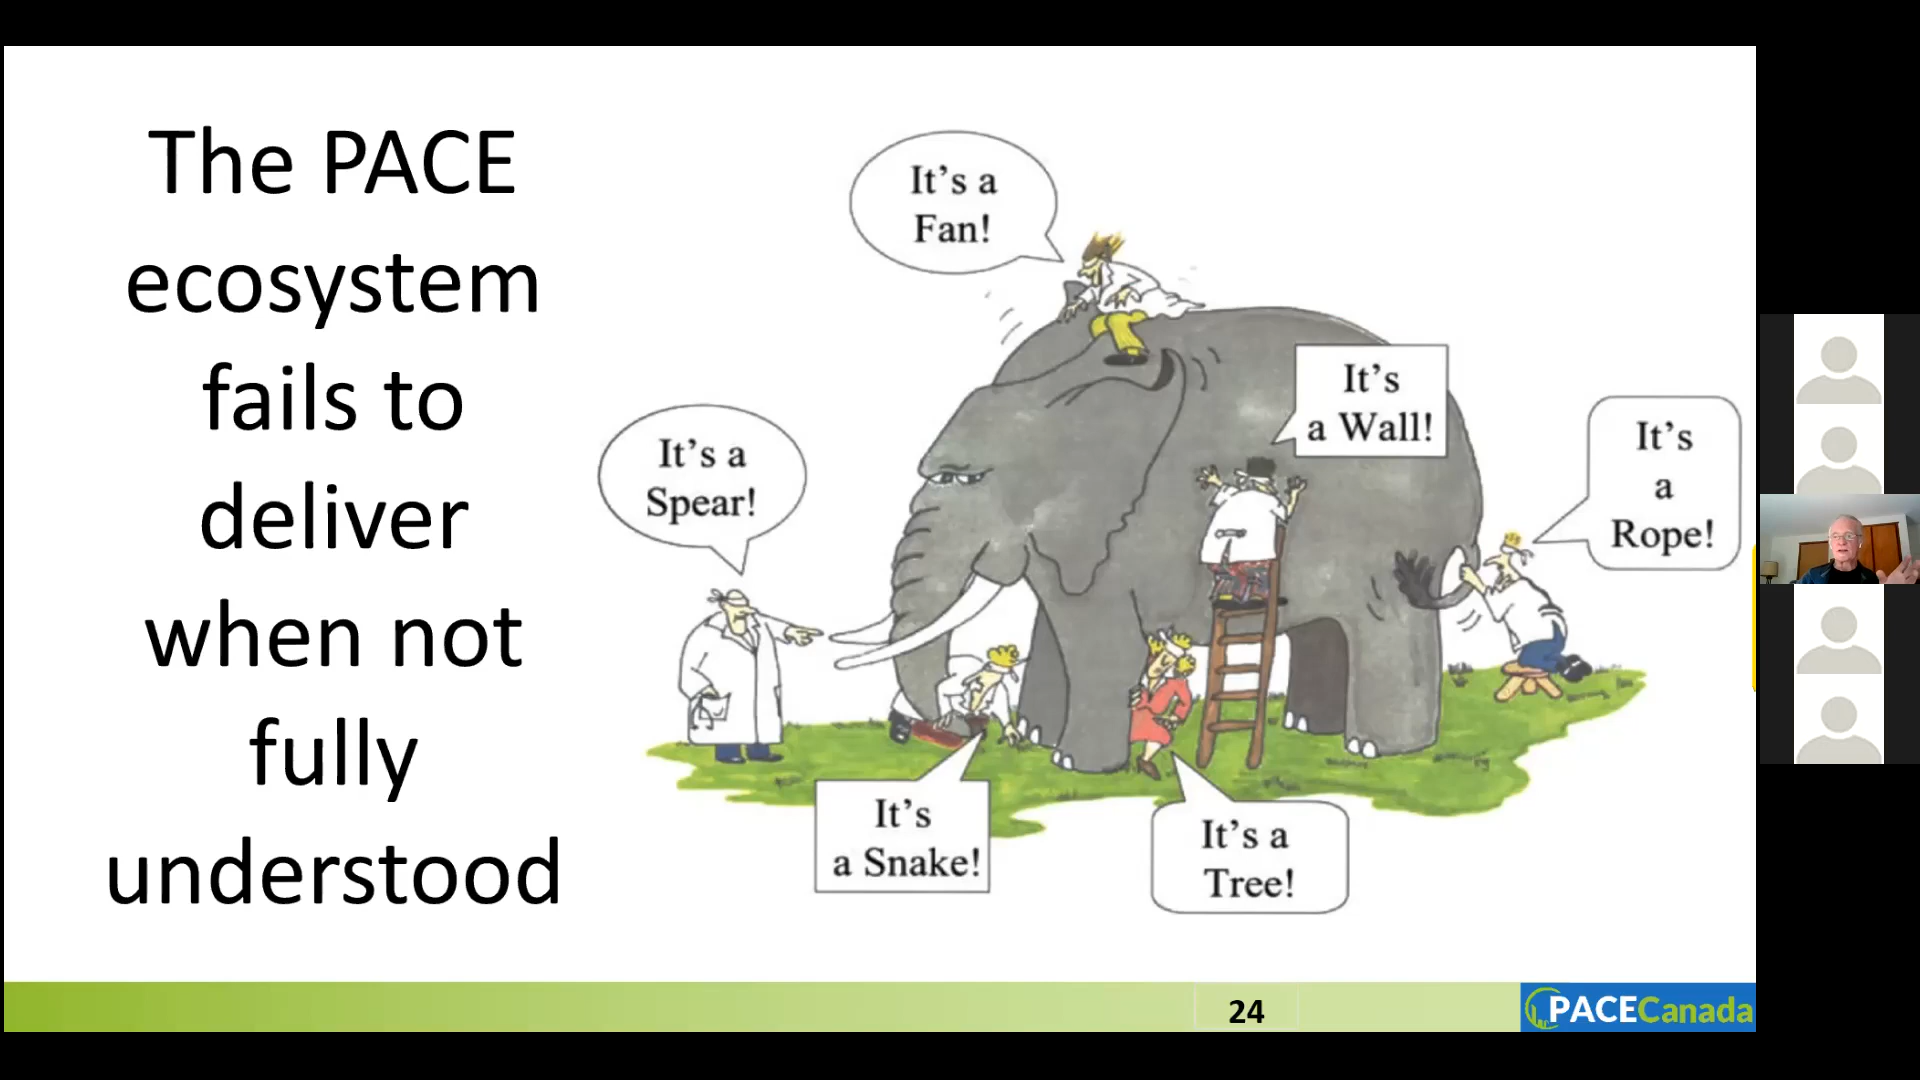 The PACE
ecosystem
fails to
deliver
when not
fully
understood
It's a
Fan!
It's a
Spear!
It's
a Wall!
It's
a
Rope!
It's
a Snake!
It's a
Tree!
24
PACECanada